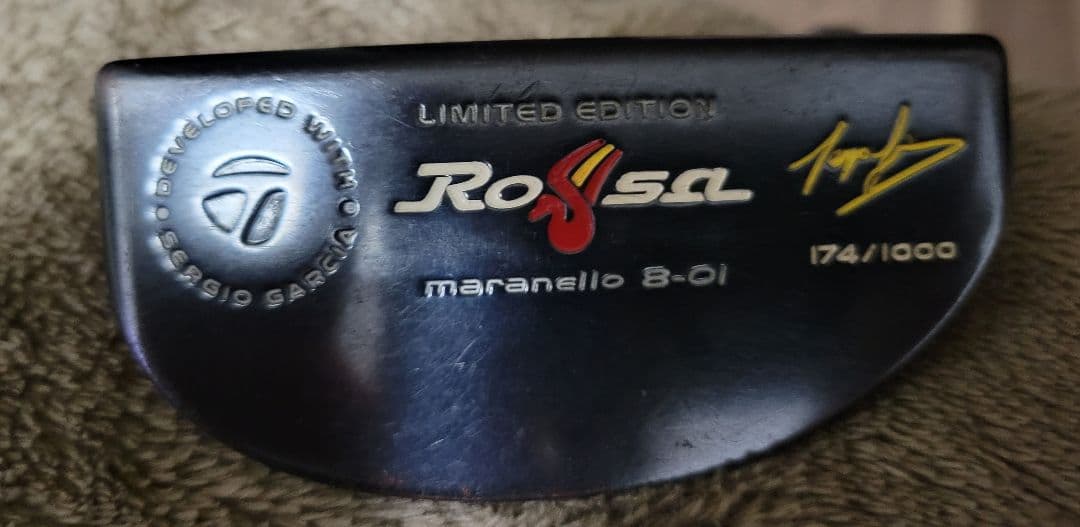 • DEVELOPED WITH •
SERGIO GARCIA
LIMITED EDITION
Rossa
maranello 8-01
174/1000